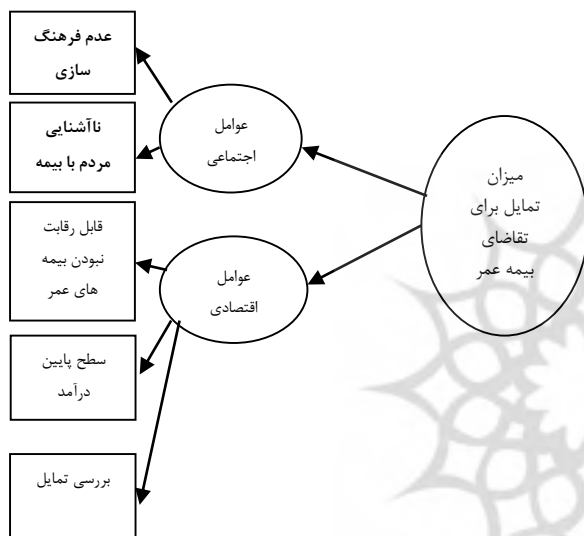 میزان
تمایل برای
تقاضای
بیمه عمر
عوامل
اجتماعی
عوامل
اقتصادی
عدم فرهنگ
سازی
ناآشنایی
مردم با بیمه
قابل رقابت
نبودن بیمه
های عمر
سطح پایین
درآمد
بررسی تمایل